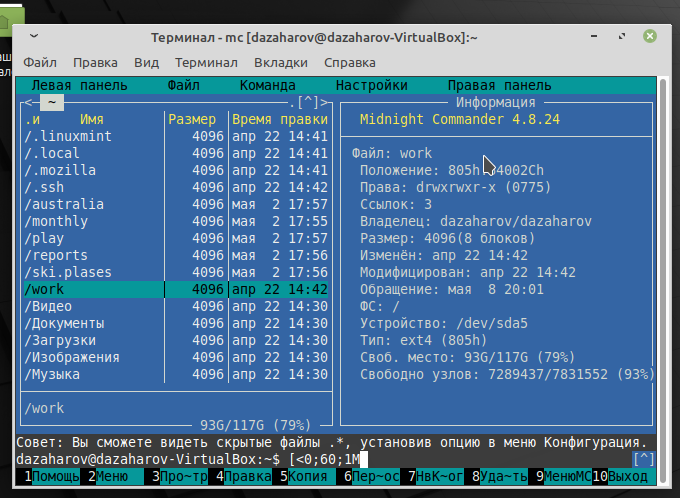 Терминал - mc [dazaharov@dazaharov-VirtualBox]:~
Файл Правка Вид Терминал Вкладки Справка
Левая панель Файл Команда Настройки Правая панель
<- ~ .[^]> Информация
.и Имя Размер Время правки Midnight Commander 4.8.24
/.linuxmint 4096 апр 22 14:41
/.local 4096 апр 22 14:41 Файл: work
/.mozilla 4096 апр 22 14:41 Положение: 805h 4002Ch
/.ssh 4096 апр 22 14:42 Права: drwxrwxr-x (0775)
/australia 4096 мая 2 17:57 Ссылок: 3
/monthly 4096 мая 2 17:55 Владелец: dazaharov/dazaharov
/play 4096 мая 2 17:57 Размер: 4096(8 блоков)
/reports 4096 мая 2 17:56 Изменён: апр 22 14:42
/ski.plases 4096 мая 2 17:56 Модифицирован: апр 22 14:42
/work 4096 апр 22 14:42 Обращение: мая 8 20:01
/Видео 4096 апр 22 14:30 ФС: /
/Документы 4096 апр 22 14:30 Устройство: /dev/sda5
/Загрузки 4096 апр 22 14:30 Тип: ext4 (805h)
/Изображения 4096 апр 22 14:30 Своб. место: 93G/117G (79%)
/Музыка 4096 апр 22 14:30 Свободно узлов: 7289437/7831552 (93%)
/work
93G/117G (79%)
Совет: Вы сможете видеть скрытые файлы .*, установив опцию в меню Конфигурация.
dazaharov@dazaharov-VirtualBox:~$ [<0;60;1M [^]
1Помощь 2Меню 3Про~тр 4Правка 5Копия 6Пер~ос 7НвК~ог 8Уда~ть 9МенюMC 10Выход